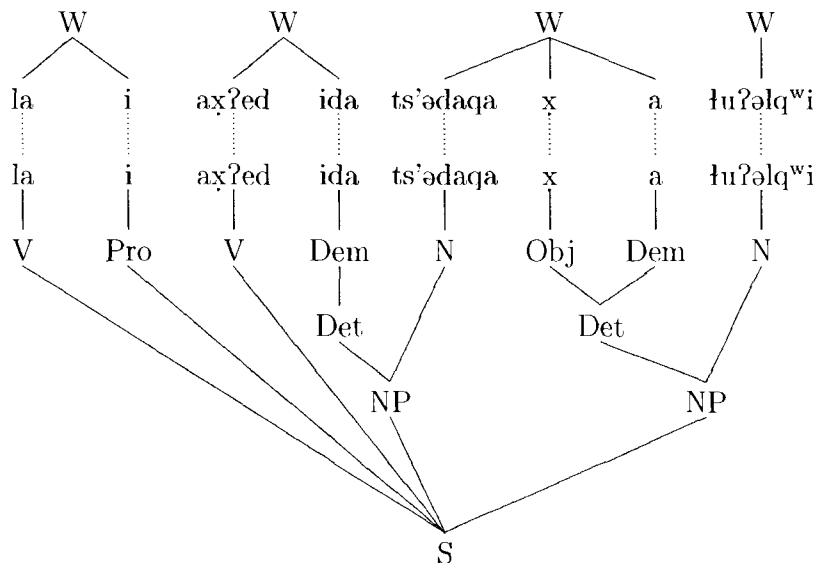 W W W W
la i ax̣ʔed ida ts’ədaqa x a łuʔəlqʷi
la i ax̣ʔed ida ts’ədaqa x a łuʔəlqʷi
V Pro V Dem N Obj Dem N
Det Det
NP NP
S